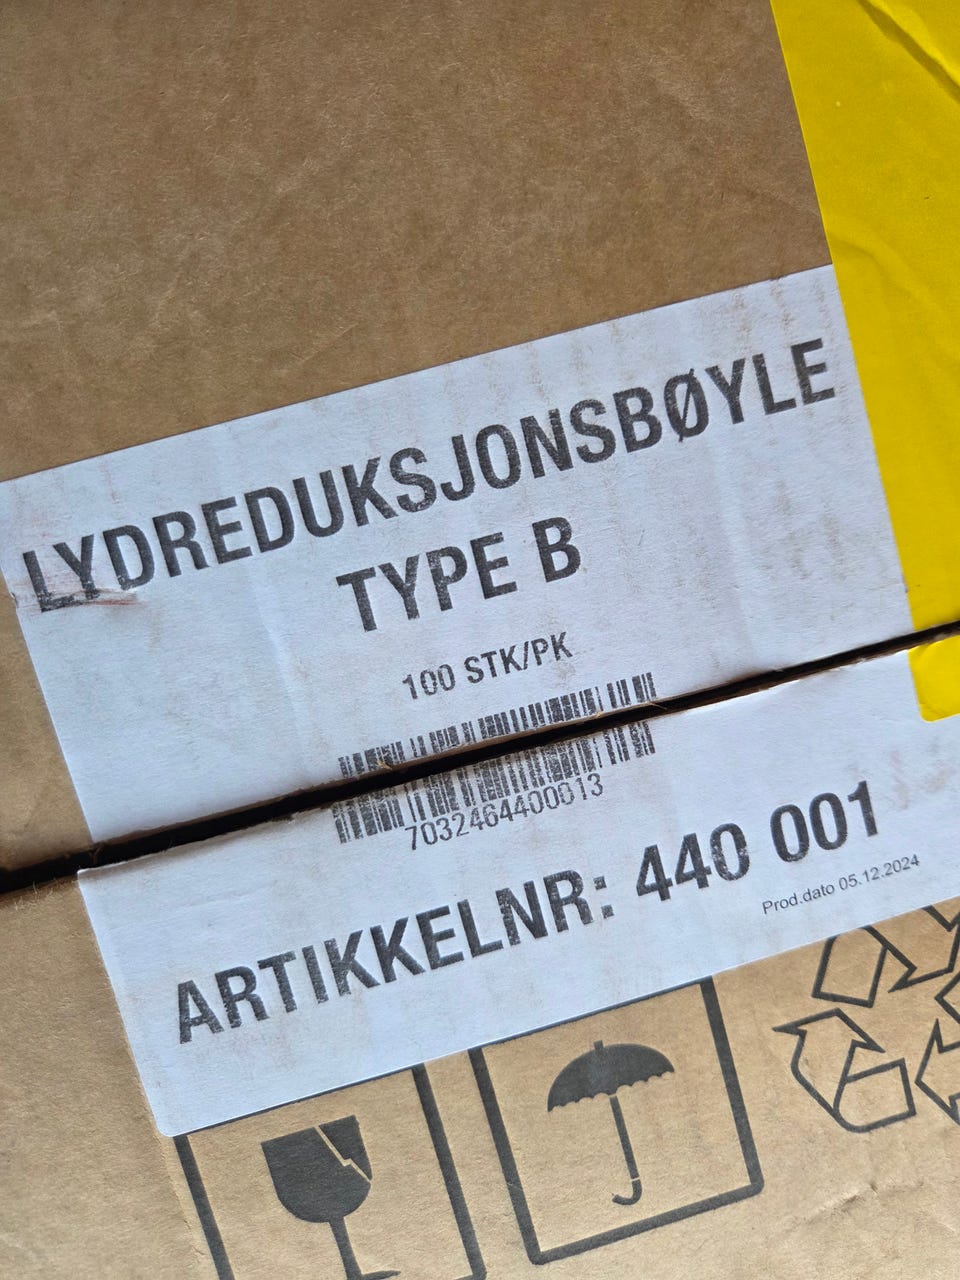 LYDREDUKSJONSBØYLE
TYPE B
100 STK/PK
7032464400013
ARTIKKELNR: 440 001
Prod.dato 05.12.2024